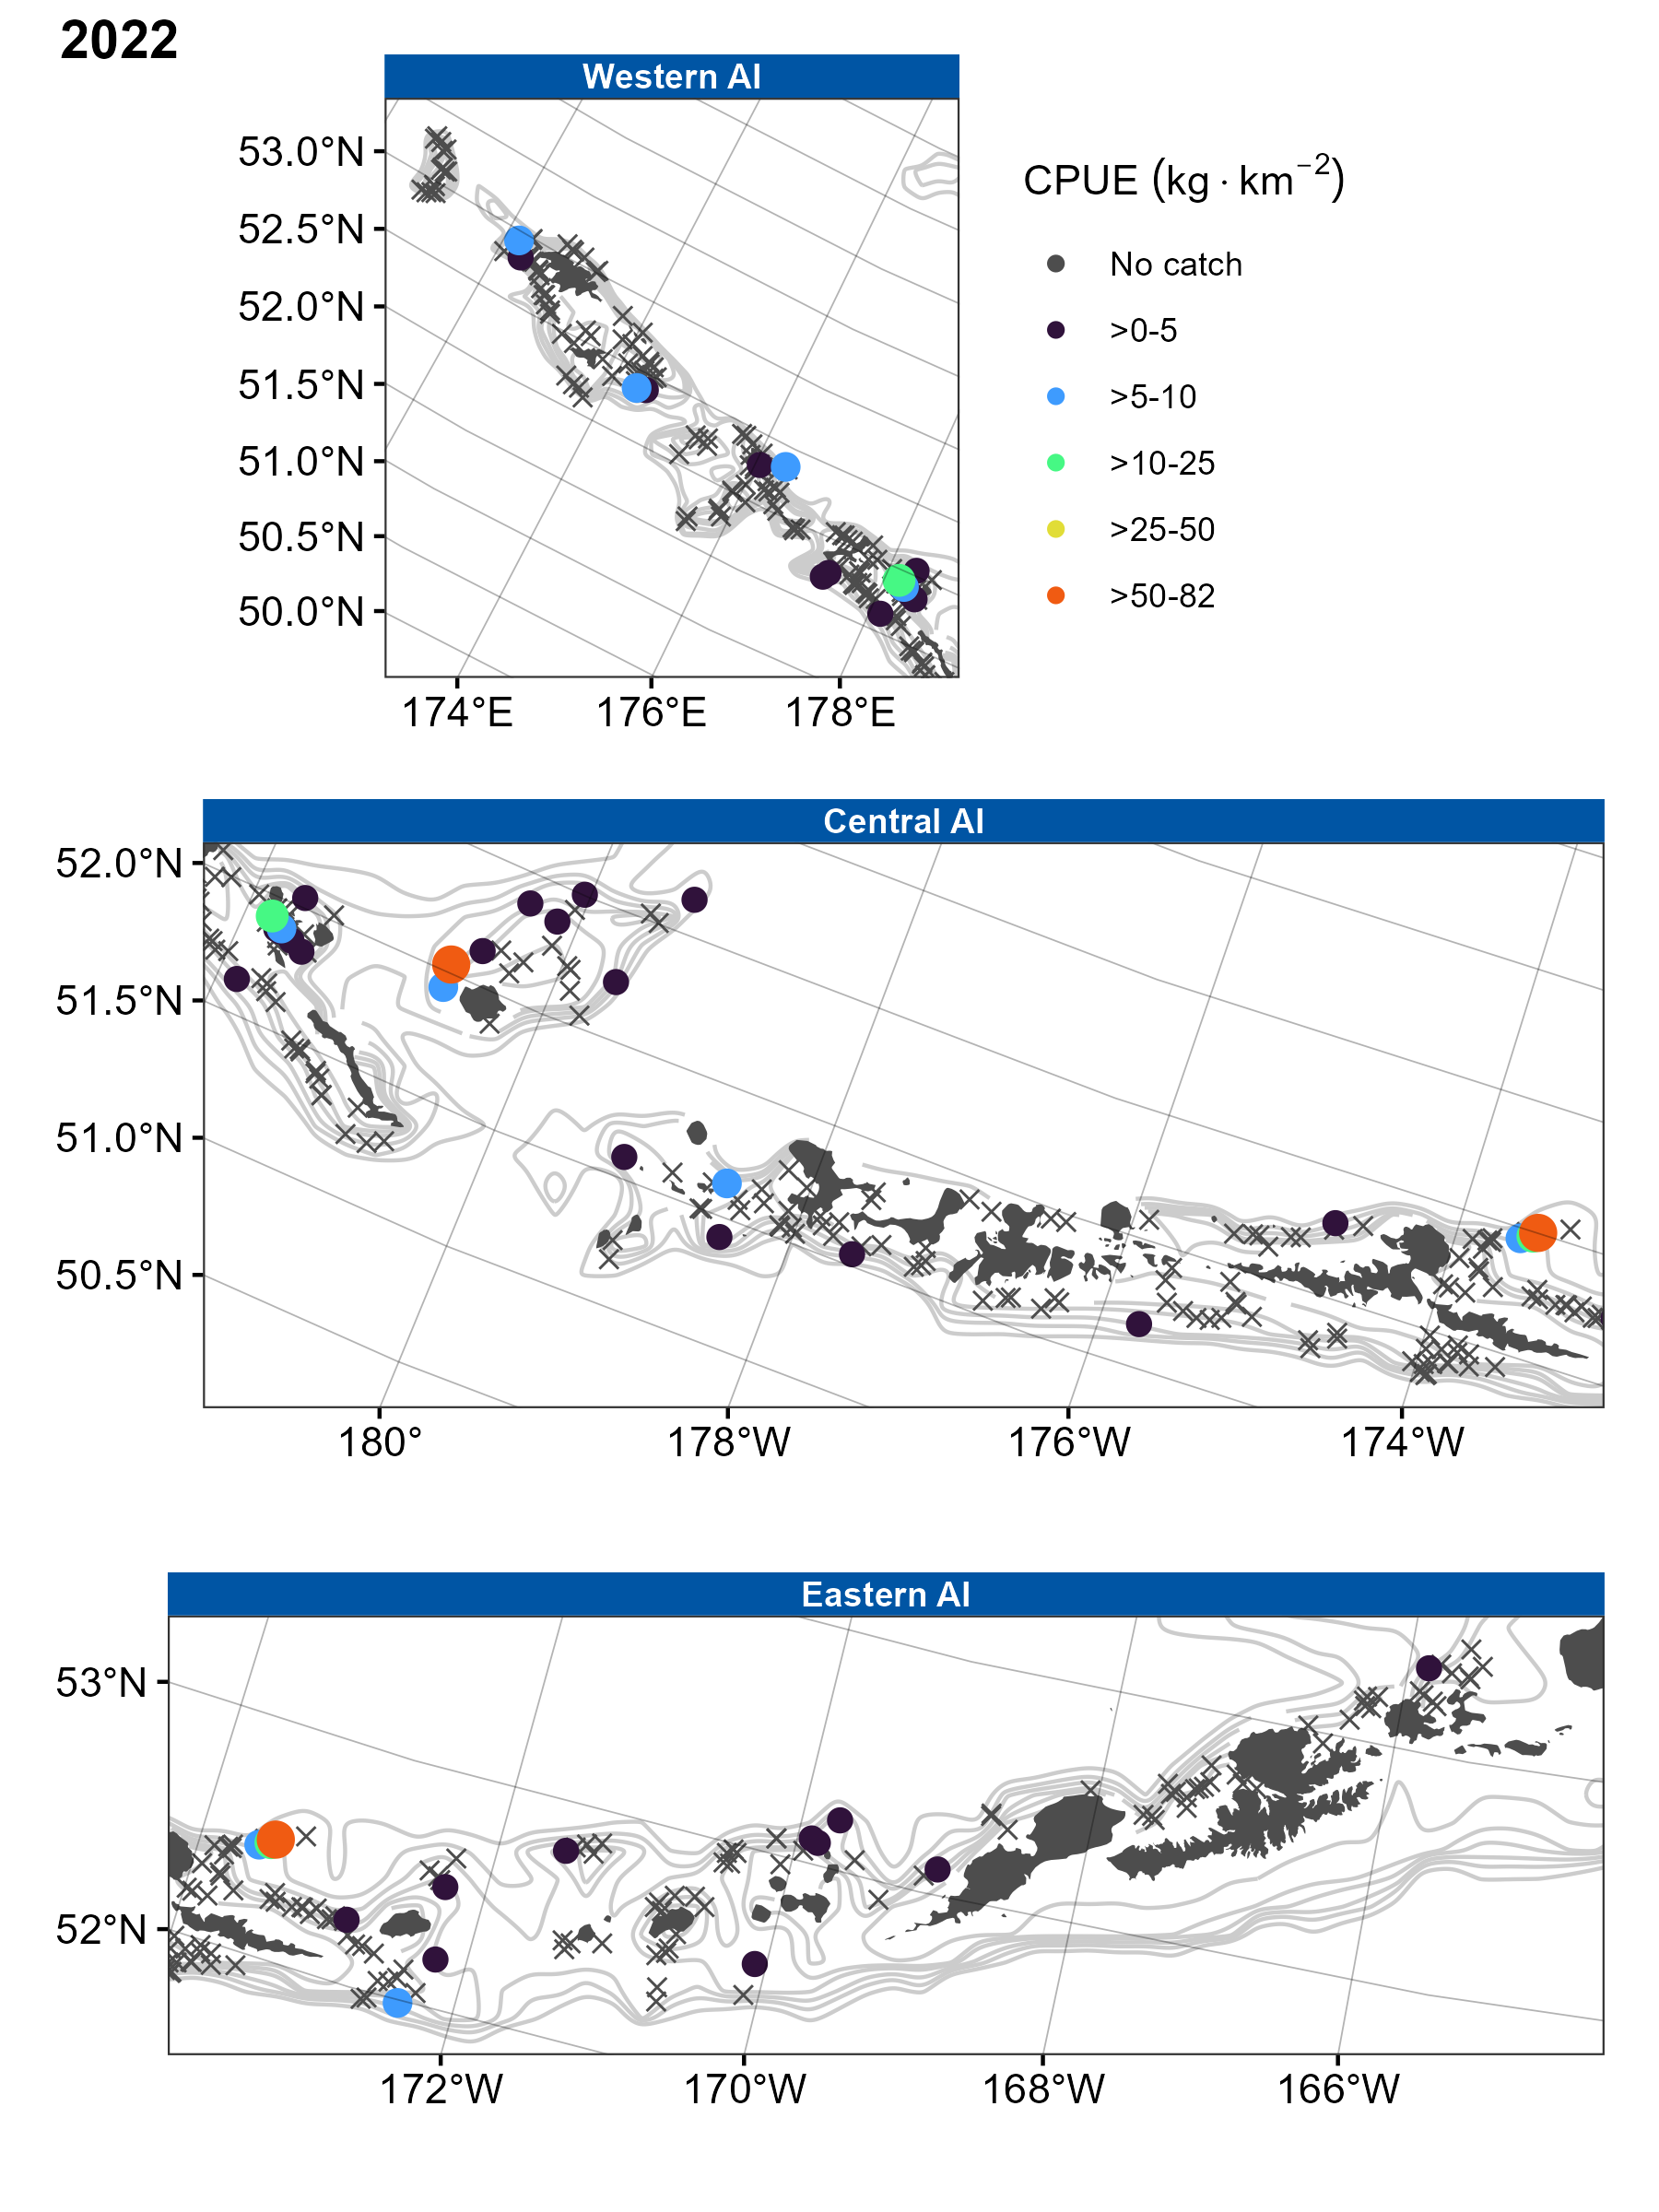 2022
Western AI
53.0°N
52.5°N
52.0°N
51.5°N
51.0°N
50.5°N
50.0°N
174°E 176°E 178°E
CPUE (kg · km⁻²)
No catch
>0-5
>5-10
>10-25
>25-50
>50-82
Central AI
52.0°N
51.5°N
51.0°N
50.5°N
180° 178°W 176°W 174°W
Eastern AI
53°N
52°N
172°W 170°W 168°W 166°W